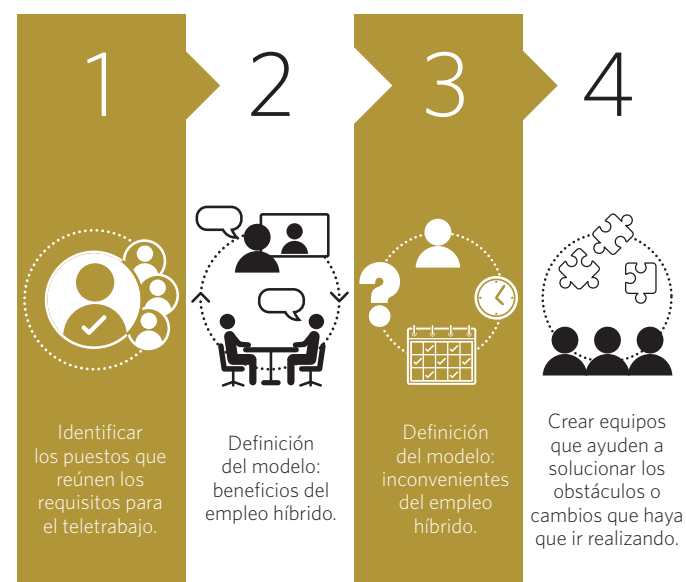 1
Identificar
los puestos que
reúnen los
requisitos para
el teletrabajo.
2
Definición
del modelo:
beneficios del
empleo híbrido.
3
?
Definición
del modelo:
inconvenientes
del empleo
híbrido.
4
Crear equipos
que ayuden a
solucionar los
obstáculos o
cambios que haya
que ir realizando.